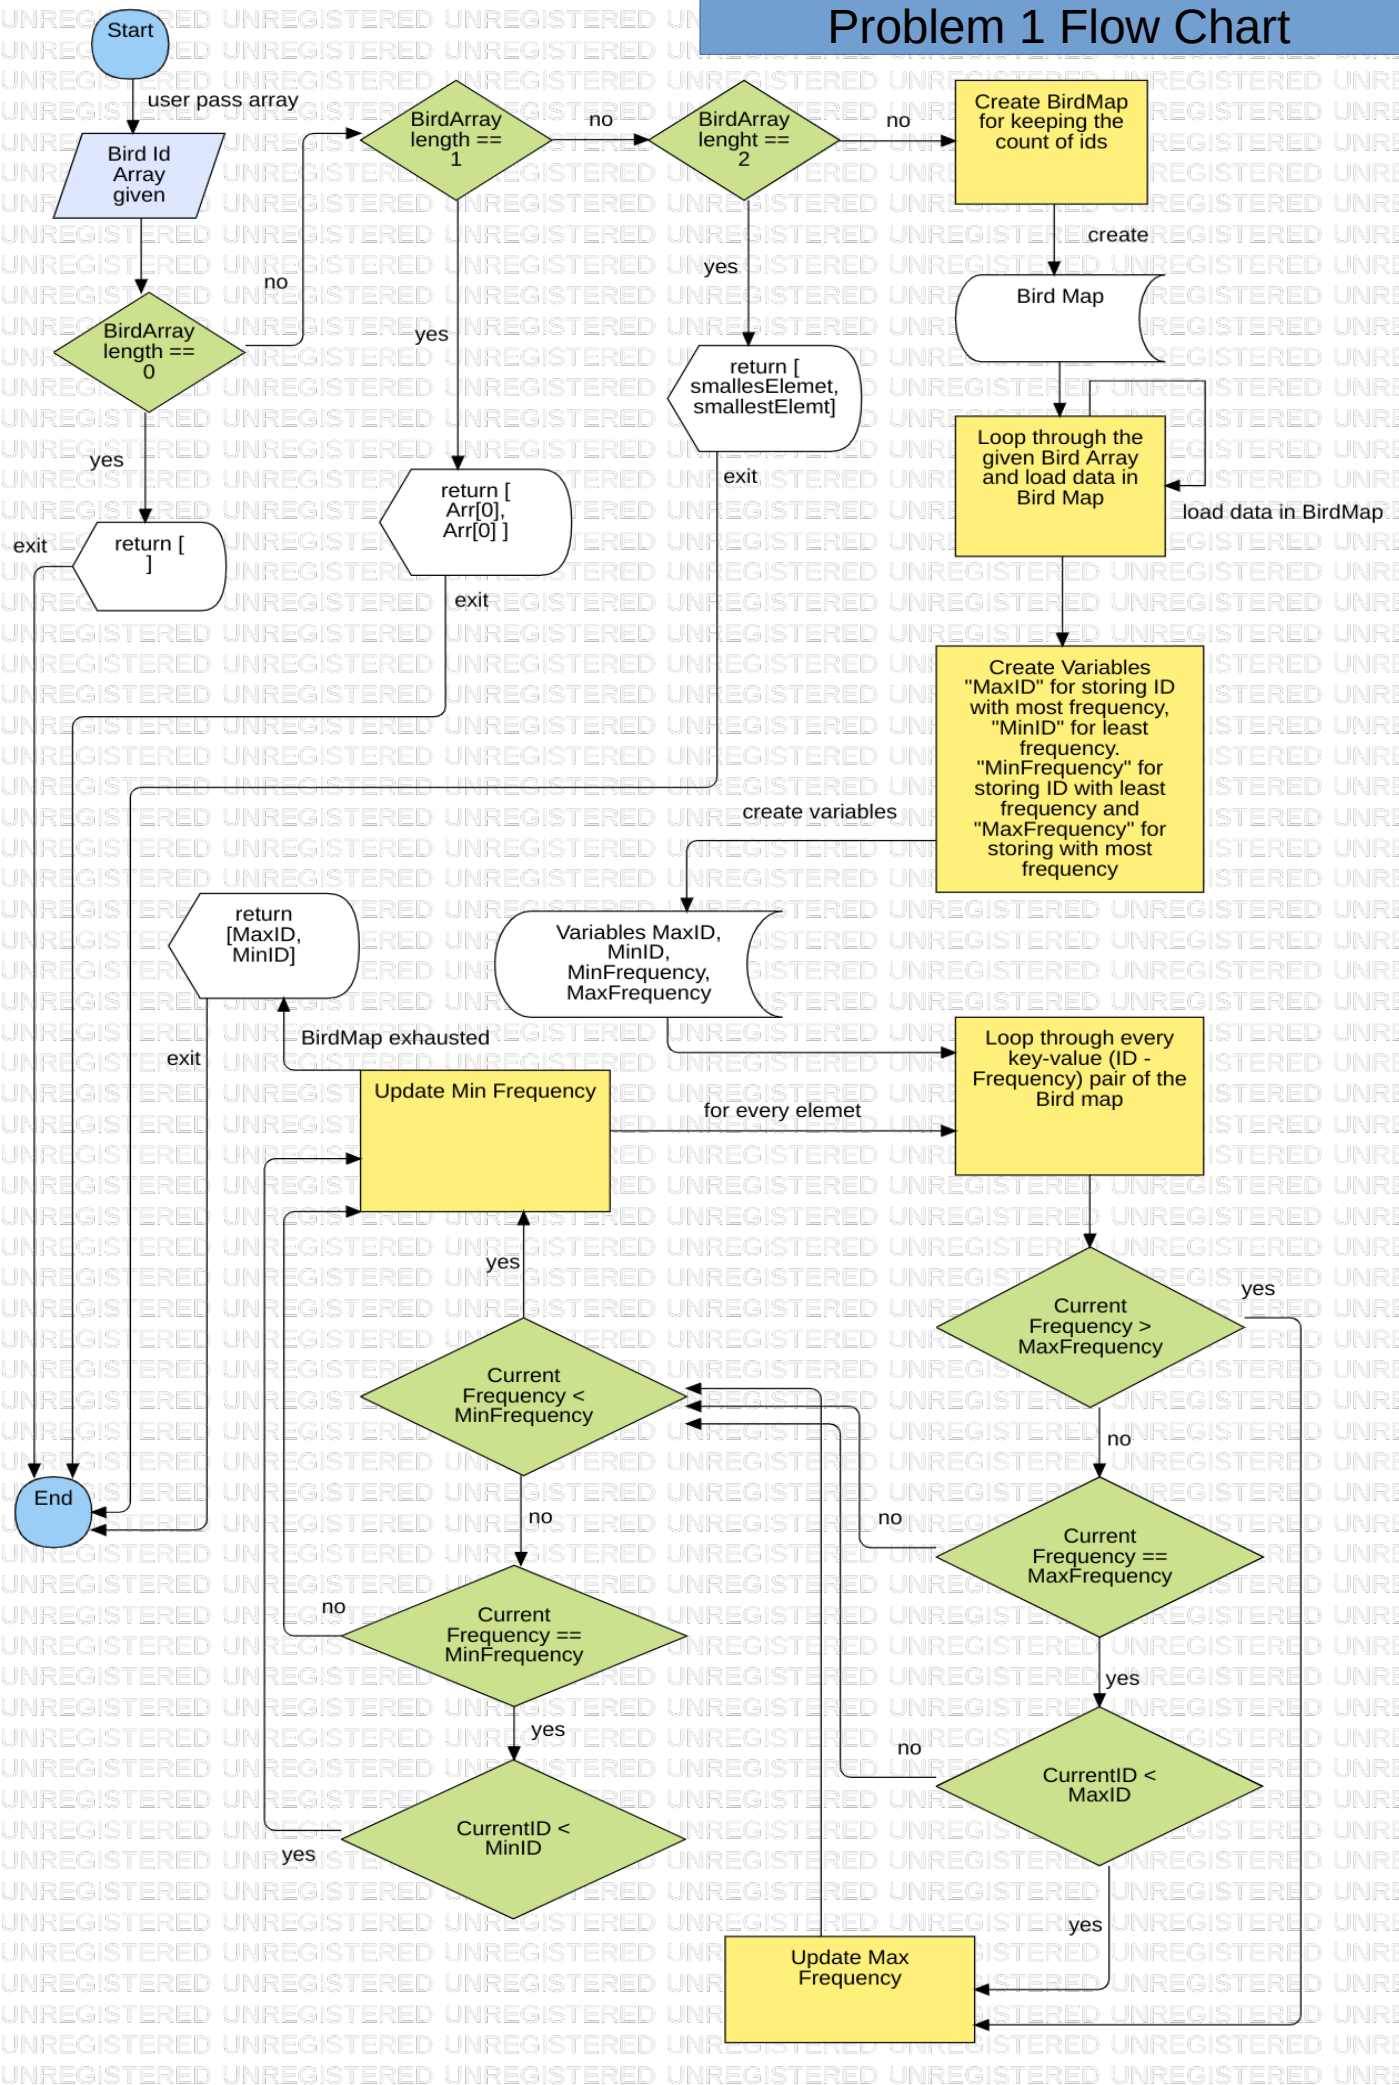 Problem 1 Flow Chart
Start
user pass array
Bird Id
Array
given
BirdArray
length ==
0
no
yes
return [
]
exit
BirdArray
length ==
1
no
yes
return [
Arr[0],
Arr[0] ]
exit
BirdArray
lenght ==
2
no
yes
return [
smallesElemet,
smallestElemt]
exit
Create BirdMap
for keeping the
count of ids
create
Bird Map
Loop through the
given Bird Array
and load data in
Bird Map
load data in BirdMap
Create Variables
"MaxID" for storing ID
with most frequency,
"MinID" for least
frequency.
"MinFrequency" for
storing ID with least
frequency and
"MaxFrequency" for
storing with most
frequency
create variables
Variables MaxID,
MinID,
MinFrequency,
MaxFrequency
return
[MaxID,
MinID]
exit
BirdMap exhausted
Update Min Frequency
for every elemet
Loop through every
key-value (ID -
Frequency) pair of the
Bird map
Current
Frequency >
MaxFrequency
yes
no
Current
Frequency ==
MaxFrequency
no
yes
CurrentID <
MaxID
no
yes
Update Max
Frequency
yes
Current
Frequency <
MinFrequency
no
Current
Frequency ==
MinFrequency
no
yes
CurrentID <
MinID
yes
End
UNREGISTERED